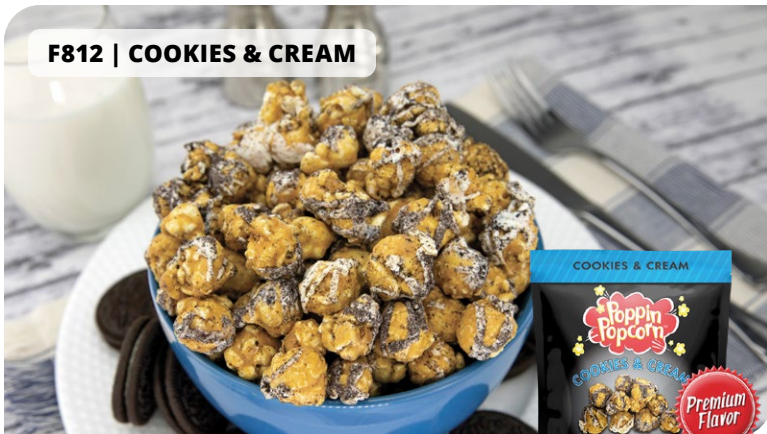 F812 | COOKIES & CREAM
COOKIES & CREAM
Poppin
Popcorn
COOKIES & CREAM
Premium
Flavor